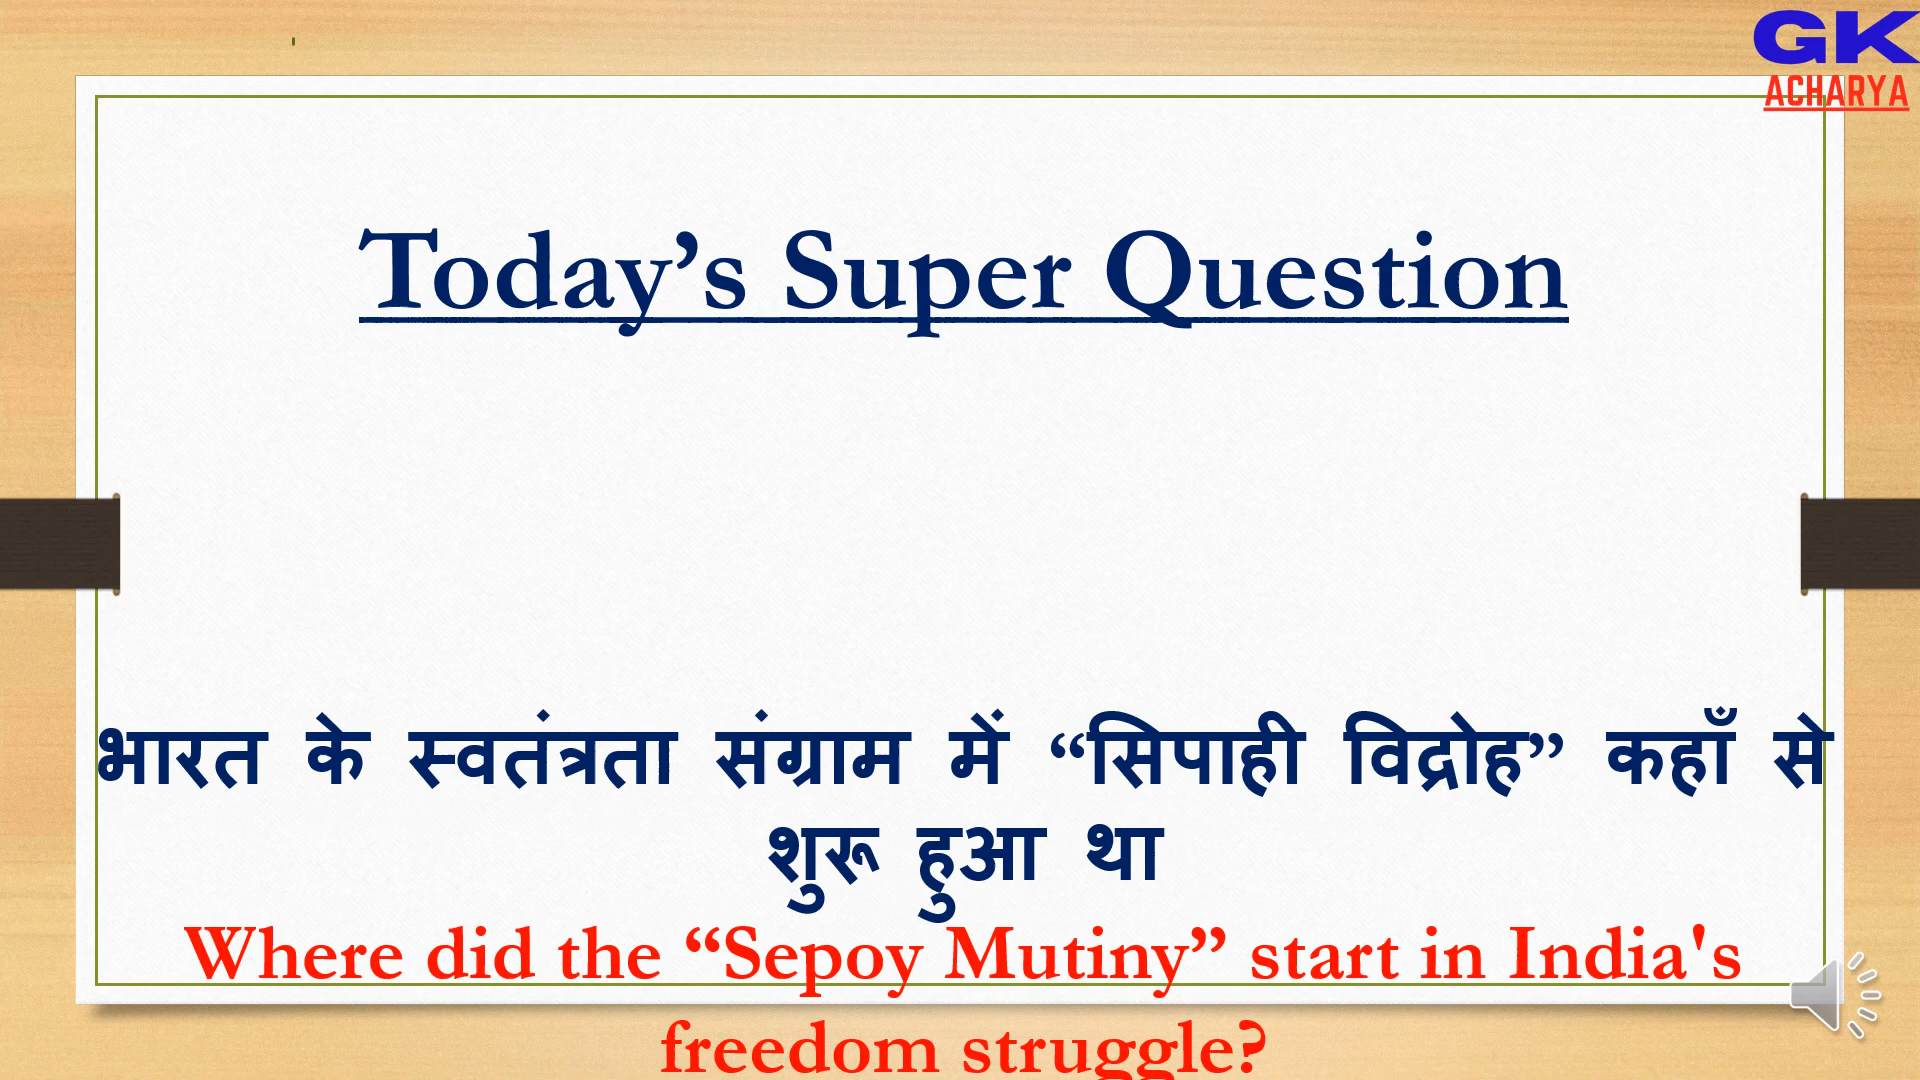 GK
ACHARYA
Today’s Super Question
भारत के स्वतंत्रता संग्राम में “सिपाही विद्रोह” कहाँ से
शुरू हुआ था
Where did the “Sepoy Mutiny” start in India's
freedom struggle?